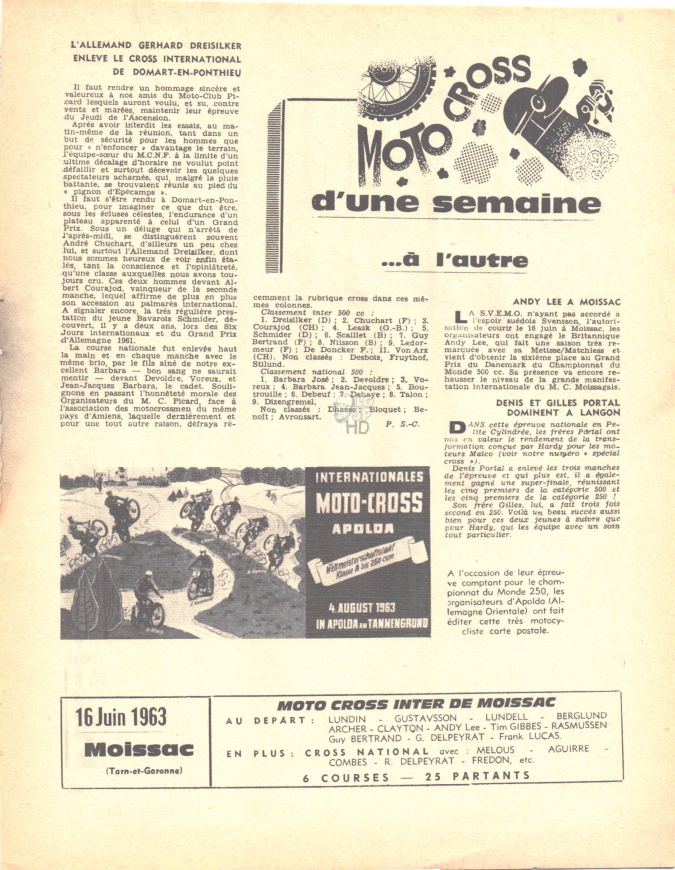 L'ALLEMAND GERHARD DREISILKER
ENLEVE LE CROSS INTERNATIONAL
DE DOMART-EN-PONTHIEU
Il faut rendre un hommage sincère et
valeureux à nos amis du Moto-Club Pi-
card lesquels auront voulu, et su, contre
vents et marées, maintenir leur épreuve
du Jeudi de l'Ascension.
Après avoir interdit les essais, au ma-
tin-même de la réunion, tant dans un
but de sécurité pour les hommes que
pour « n'enfoncer » davantage le terrain,
l'équipe-sœur du M.C.N.F. à la limite d'un
ultime décalage d'horaire ne voulut point
défaillir et surtout décevoir les quelques
spectateurs acharnés, qui, malgré la pluie
battante, se trouvaient réunis au pied du
« pignon d'Epécamps ».
Il faut s'être rendu à Domart-en-Pon-
thieu, pour imaginer ce que dut être,
sous les écluses célestes, l'endurance d'un
plateau apparenté à celui d'un Grand
Prix. Sous un déluge qui n'arrêta de
l'après-midi, se distinguèrent souvent
André Chuchart, d'ailleurs un peu chez
lui, et surtout l'Allemand Dreisilker, dont
nous sommes heureux de voir enfin éta-
lés, tant la conscience et l'opiniâtreté,
qu'une classe auxquelles nous avons tou-
jours cru. Ces deux hommes devant Al-
bert Courajod, vainqueur de la seconde
manche, lequel affirme de plus en plus
son accession au palmarès international.
A signaler encore, la très régulière pres-
tation du jeune Bavarois Schmider, dé-
couvert, il y a deux ans, lors des Six
Jours internationaux et du Grand Prix
d'Allemagne 1961.
La course nationale fut enlevée haut
la main et en chaque manche avec le
même brio, par le fils aîné de notre ex-
cellent Barbara — bon sang ne saurait
mentir — devant Devoldre, Voreux, et
Jean-Jacques Barbara, le cadet. Souli-
gnons en passant l'honnêteté morale des
Organisateurs du M. C. Picard, face à
l'association des motocrossmen du même
pays d'Amiens, laquelle dernièrement et
pour une tout autre raison, défraya ré-
MOTO CROSS
d'une semaine
...à l'autre
cemment la rubrique cross dans ces mê-
mes colonnes.
Classement inter 500 cc :
1. Dreisilker (D) ; 2. Chuchart (F) ; 3.
Courajod (CH) ; 4. Leask (G.-B.) ; 5.
Schmider (D) ; 6. Scaillet (B) ; 7. Guy
Bertrand (F) ; 8. Nilsson (S) ; 9. Ledor-
meur (F) ; De Doncker F. ; 11. Von Arx
(CH). Non classés : Desbois, Fruythof,
Stilund.
Classement national 500 :
1. Barbara José ; 2. Devoldre ; 3. Vo-
reux ; 4. Barbara Jean-Jacques ; 5. Bou-
trouille ; 6. Debeuf ; 7. Dehaye ; 8. Talon ;
9. Dizengremel.
Non classés : Bloquet ; Be-
noit ; Avronsart.
P. S.-C.
HD
ANDY LEE A MOISSAC
LA S.V.E.M.O. n'ayant pas accordé à
l'espoir suédois Svensson, l'autori-
sation de courir le 16 juin à Moissac, les
organisateurs ont engagé le Britannique
Andy Lee, qui fait une saison très re-
marquée avec sa Metisse/Matchless et
vient d'obtenir la sixième place au Grand
Prix du Danemark du Championnat du
Monde 500 cc. Sa présence va encore re-
hausser le niveau de la grande manifes-
tation internationale du M. C. Moissagais.
DENIS ET GILLES PORTAL
DOMINENT A LANGON
DANS cette épreuve nationale en Pe-
tite Cylindrée, les frères Portal ont
mis en valeur le rendement de la trans-
formation conçue par Hardy pour les mo-
teurs Maico (voir notre numéro « spécial
cross »).
Denis Portal a enlevé les trois manches
de l'épreuve et qui plus est, il a égale-
ment gagné une super-finale, réunissant
les cinq premiers de la catégorie 500 et
les cinq premiers de la catégorie 250 !
Son frère Gilles, lui, a fait trois fois
second en 250. Voilà un beau succès aussi
bien pour ces deux jeunes à suivre que
pour Hardy, qui les équipe avec un soin
tout particulier.
INTERNATIONALES
MOTO-CROSS
APOLDA
Weltmeisterschaftslauf
Klasse A bis 250 ccm
4. AUGUST 1963
IN APOLDA IM TANNENGRUND
A l'occasion de leur épreu-
ve comptant pour le cham-
pionnat du Monde 250, les
organisateurs d'Apolda (Al-
lemagne Orientale) ont fait
éditer cette très motocy-
cliste carte postale.
16 Juin 1963
Moissac
(Tarn-et-Garonne)
MOTO CROSS INTER DE MOISSAC
AU DEPART : LUNDIN - GUSTAVSSON - LUNDELL - BERGLUND
ARCHER - CLAYTON - ANDY Lee - Tim GIBBES - RASMUSSEN
Guy BERTRAND - G. DELPEYRAT - Frank LUCAS.
EN PLUS : CROSS NATIONAL avec : MELOUS - AGUIRRE -
COMBES - R. DELPEYRAT - FREDON, etc.
6 COURSES — 25 PARTANTS